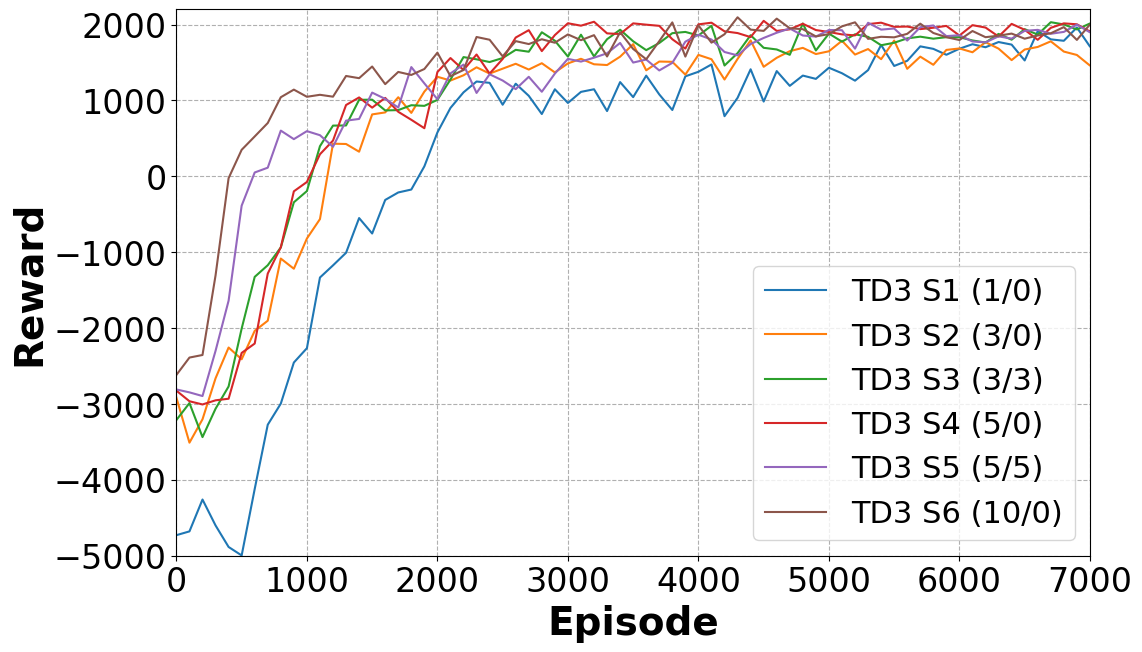 2000
1000
0
−1000
−2000
−3000
−4000
−5000
Reward
TD3 S1 (1/0)
TD3 S2 (3/0)
TD3 S3 (3/3)
TD3 S4 (5/0)
TD3 S5 (5/5)
TD3 S6 (10/0)
0 1000 2000 3000 4000 5000 6000 7000
Episode